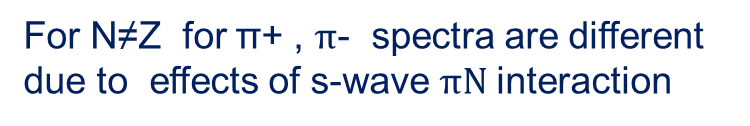 For N≠Z  for π+ , π-  spectra are different
due to  effects of s-wave πN interaction